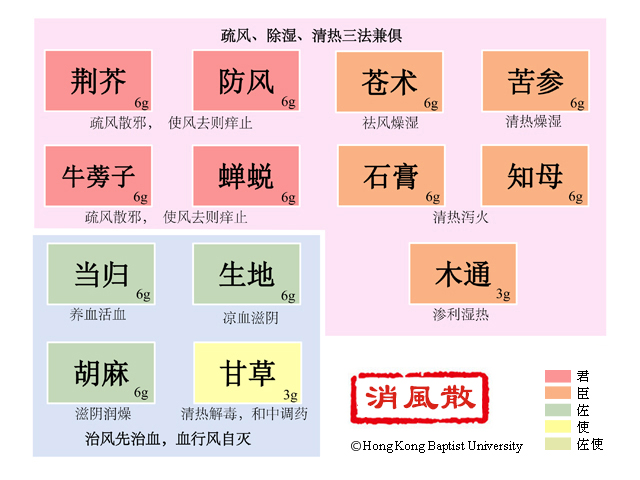 疏风、除湿、清热三法兼俱
荆芥 6g
防风 6g
苍术 6g
苦参 6g
疏风散邪， 使风去则痒止
祛风燥湿
清热燥湿
牛蒡子 6g
蝉蜕 6g
石膏 6g
知母 6g
疏风散邪， 使风去则痒止
清热泻火
当归 6g
生地 6g
木通 3g
养血活血
凉血滋阴
渗利湿热
胡麻 6g
甘草 3g
滋阴润燥
清热解毒，和中调药
治风先治血，血行风自灭
消風散
©Hong Kong Baptist University
君
臣
佐
使
佐使